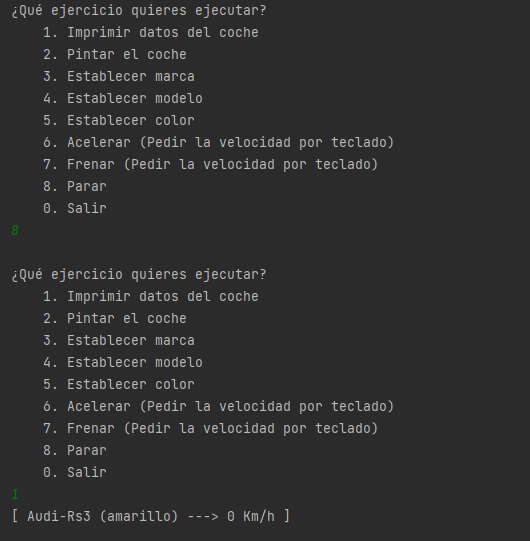 ¿Qué ejercicio quieres ejecutar?
1. Imprimir datos del coche
2. Pintar el coche
3. Establecer marca
4. Establecer modelo
5. Establecer color
6. Acelerar (Pedir la velocidad por teclado)
7. Frenar (Pedir la velocidad por teclado)
8. Parar
0. Salir
8
¿Qué ejercicio quieres ejecutar?
1. Imprimir datos del coche
2. Pintar el coche
3. Establecer marca
4. Establecer modelo
5. Establecer color
6. Acelerar (Pedir la velocidad por teclado)
7. Frenar (Pedir la velocidad por teclado)
8. Parar
0. Salir
1
[ Audi-Rs3 (amarillo) ---> 0 Km/h ]